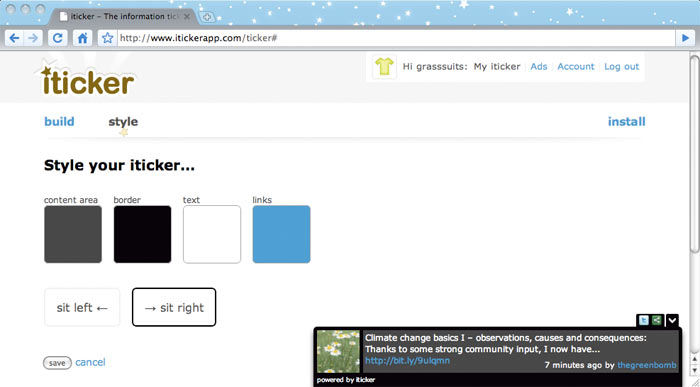 iticker – The information tick
http://www.itickerapp.com/ticker#
iticker
Hi grasssuits: My iticker Ads Account Log out
build style install
Style your iticker...
content area border text links
sit left ← → sit right
Climate change basics I – observations, causes and consequences:
Thanks to some strong community input, I now have...
http://bit.ly/9ulqmn
7 minutes ago by thegreenbomb
powered by iticker
save cancel